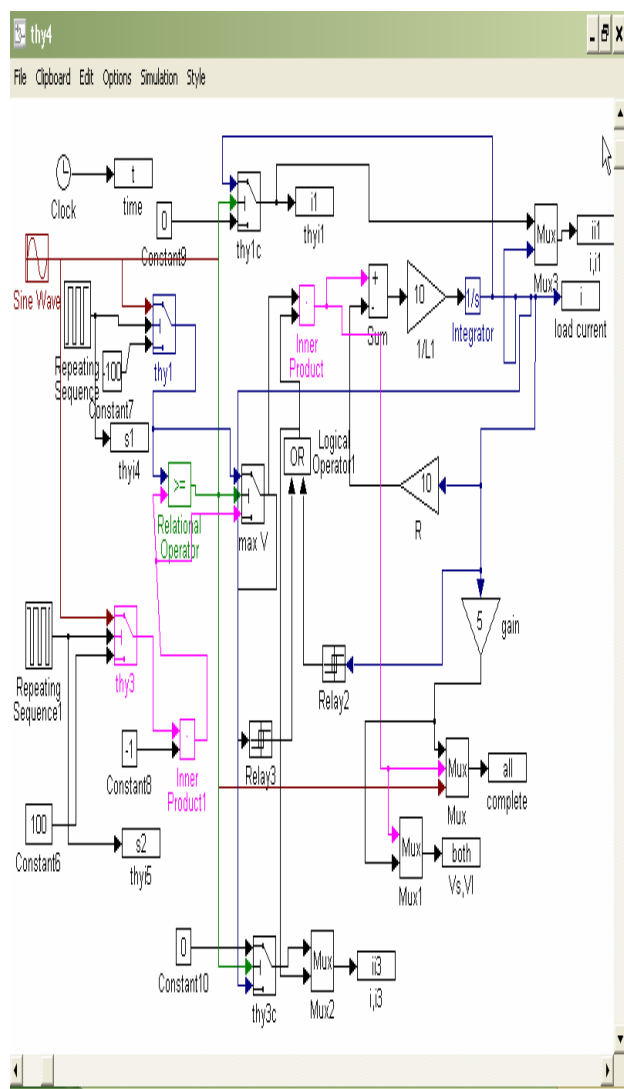 thy4
File Clipboard Edit Options Simulation Style
Clock
t
time
0
Constant9
thy1c
i1
thyi1
Mux
Mux3
ii1
i,i1
Sine Wave
Repeating
Sequence
-100
Constant7
thy1
s1
thyi4
.
Inner
Product
+
-
Sum
10
1/L1
1/s
Integrator
i
load current
>=
Relational
Operator
max V
OR
Logical
Operator1
10
R
5
gain
Repeating
Sequence1
thy3
-1
Constant8
.
Inner
Product1
Relay2
Relay3
Mux
Mux
all
complete
100
Constant6
s2
thyi5
Mux
Mux1
both
Vs,Vl
0
Constant10
thy3c
Mux
Mux2
ii3
i,i3